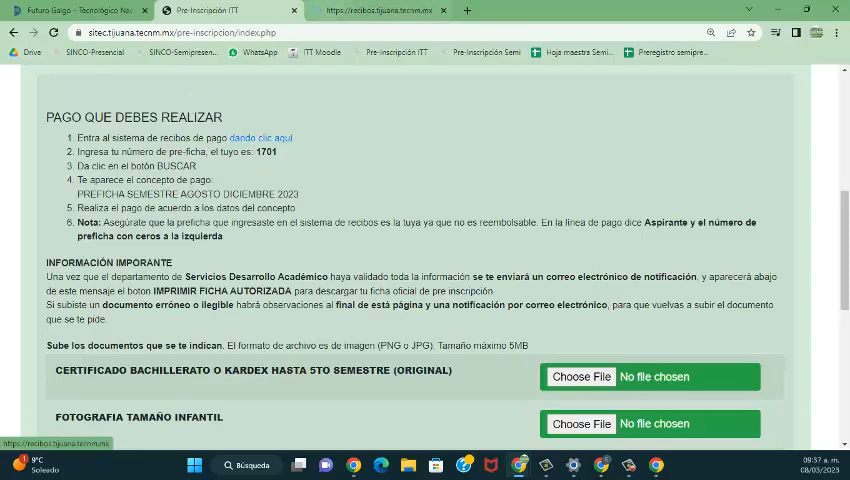 Futuro Galgo – Tecnológico Nac
Pre-Inscripción ITT
https://recibos.tijuana.tecnm.mx
sitec.tijuana.tecnm.mx/pre-inscripcion/index.php
Drive
SINCO-Presencial
SINCO-Semipresen...
WhatsApp
ITT Moodle
Pre-Inscripción ITT
Pre-Inscripción Semi
Hoja maestra Semi...
Preregistro semipre...
PAGO QUE DEBES REALIZAR
1. Entra al sistema de recibos de pago dando clic aquí
2. Ingresa tu número de pre-ficha, el tuyo es: 1701
3. Da clic en el botón BUSCAR
4. Te aparece el concepto de pago:
PREFICHA SEMESTRE AGOSTO DICIEMBRE 2023
5. Realiza el pago de acuerdo a los datos del concepto
6. Nota: Asegúrate que la preficha que ingresaste en el sistema de recibos es la tuya ya que no es reembolsable. En la línea de pago dice Aspirante y el número de
preficha con ceros a la izquierda
INFORMACIÓN IMPORANTE
Una vez que el departamento de Servicios Desarrollo Académico haya validado toda la información se te enviará un correo electrónico de notificación, y aparecerá abajo
de este mensaje el boton IMPRIMIR FICHA AUTORIZADA para descargar tu ficha oficial de pre inscripción
Si subiste un documento erróneo o ilegible habrá observaciones al final de está página y una notificación por correo electrónico, para que vuelvas a subir el documento
que se te pide.
Sube los documentos que se te indican. El formato de archivo es de imagen (PNG o JPG). Tamaño máximo 5MB
CERTIFICADO BACHILLERATO O KARDEX HASTA 5TO SEMESTRE (ORIGINAL)
Choose File No file chosen
FOTOGRAFIA TAMAÑO INFANTIL
Choose File No file chosen
https://recibos.tijuana.tecnm.mx
1
9°C
Soleado
Búsqueda
09:37 a. m.
08/03/2023